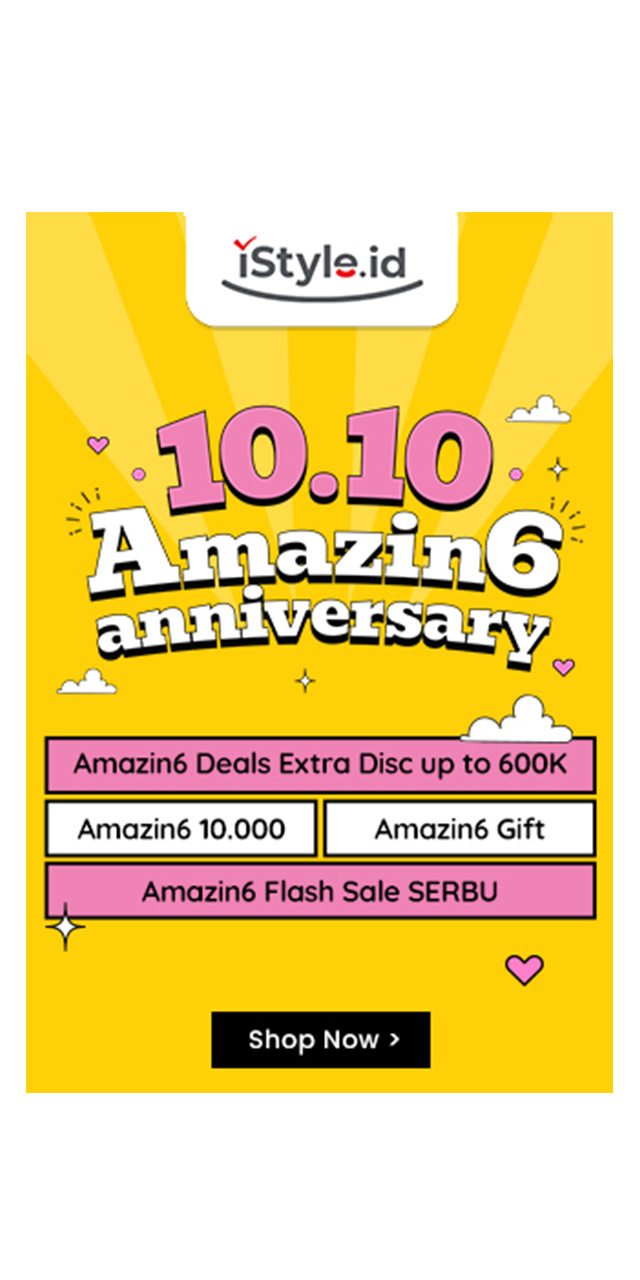 iStyle.id
10.10
Amazin6
anniversary
Amazin6 Deals Extra Disc up to 600K
Amazin6 10.000
Amazin6 Gift
Amazin6 Flash Sale SERBU
Shop Now >